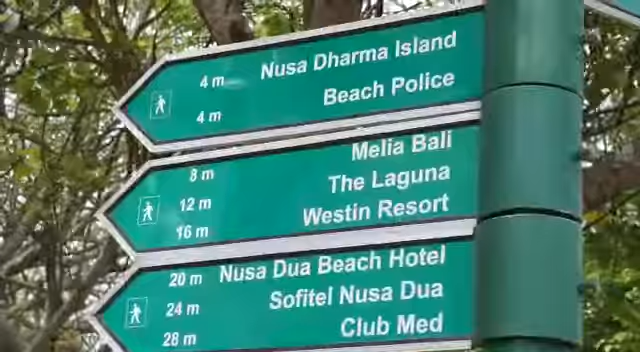 4 m Nusa Dharma Island
4 m Beach Police
8 m Melia Bali
12 m The Laguna
16 m Westin Resort
20 m Nusa Dua Beach Hotel
24 m Sofitel Nusa Dua
28 m Club Med